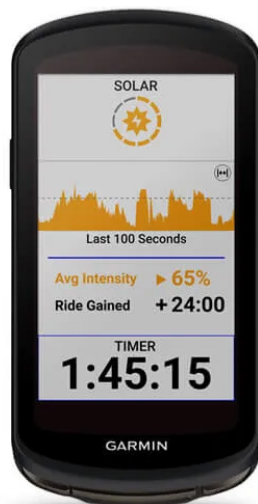 SOLAR
Last 100 Seconds
Avg Intensity ▸ 65%
Ride Gained + 24:00
TIMER
1:45:15
GARMIN